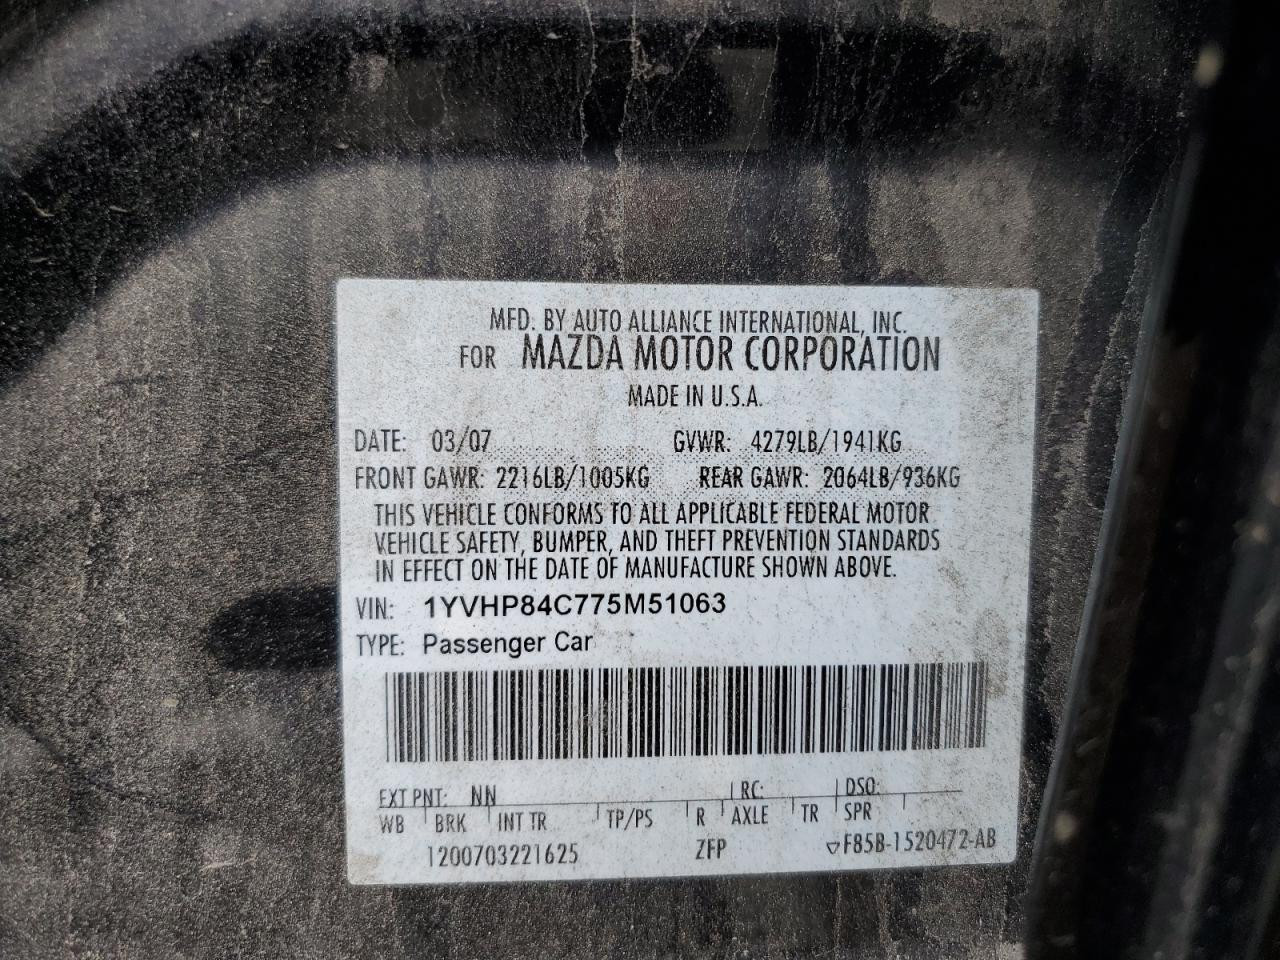 MFD. BY AUTO ALLIANCE INTERNATIONAL, INC.
FOR MAZDA MOTOR CORPORATION
MADE IN U.S.A.
DATE: 03/07 GVWR: 4279LB/1941KG
FRONT GAWR: 2216LB/1005KG REAR GAWR: 2064LB/936KG
THIS VEHICLE CONFORMS TO ALL APPLICABLE FEDERAL MOTOR
VEHICLE SAFETY, BUMPER, AND THEFT PREVENTION STANDARDS
IN EFFECT ON THE DATE OF MANUFACTURE SHOWN ABOVE.
VIN: 1YVHP84C775M51063
TYPE: Passenger Car
EXT PNT: NN RC: DSO:
WB BRK INT TR TP/PS R AXLE TR SPR
1200703221625 ZFP ▽F85B-1520472-AB